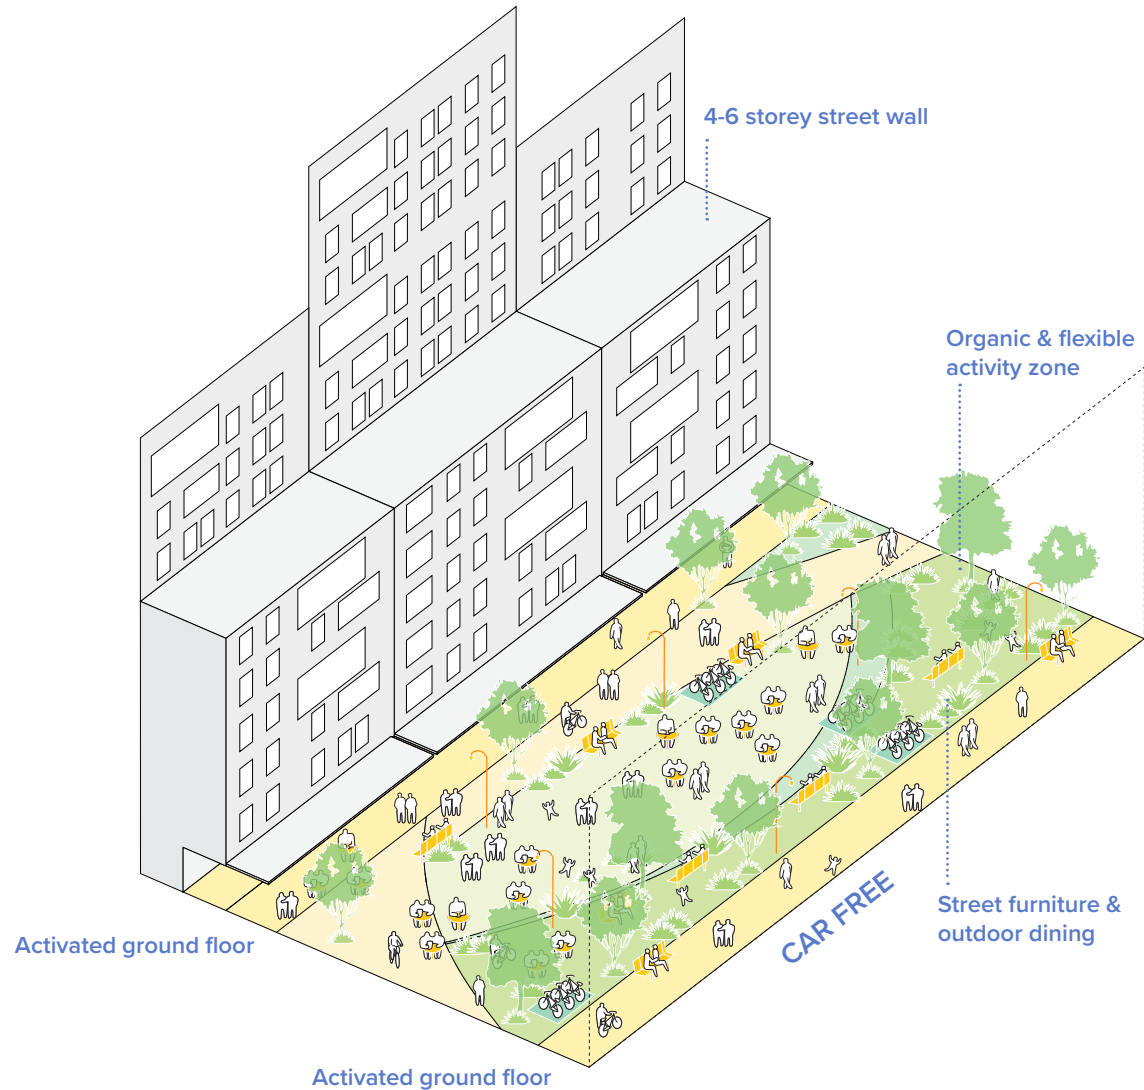 4-6 storey street wall
Organic & flexible
activity zone
CAR FREE
Street furniture &
outdoor dining
Activated ground floor
Activated ground floor